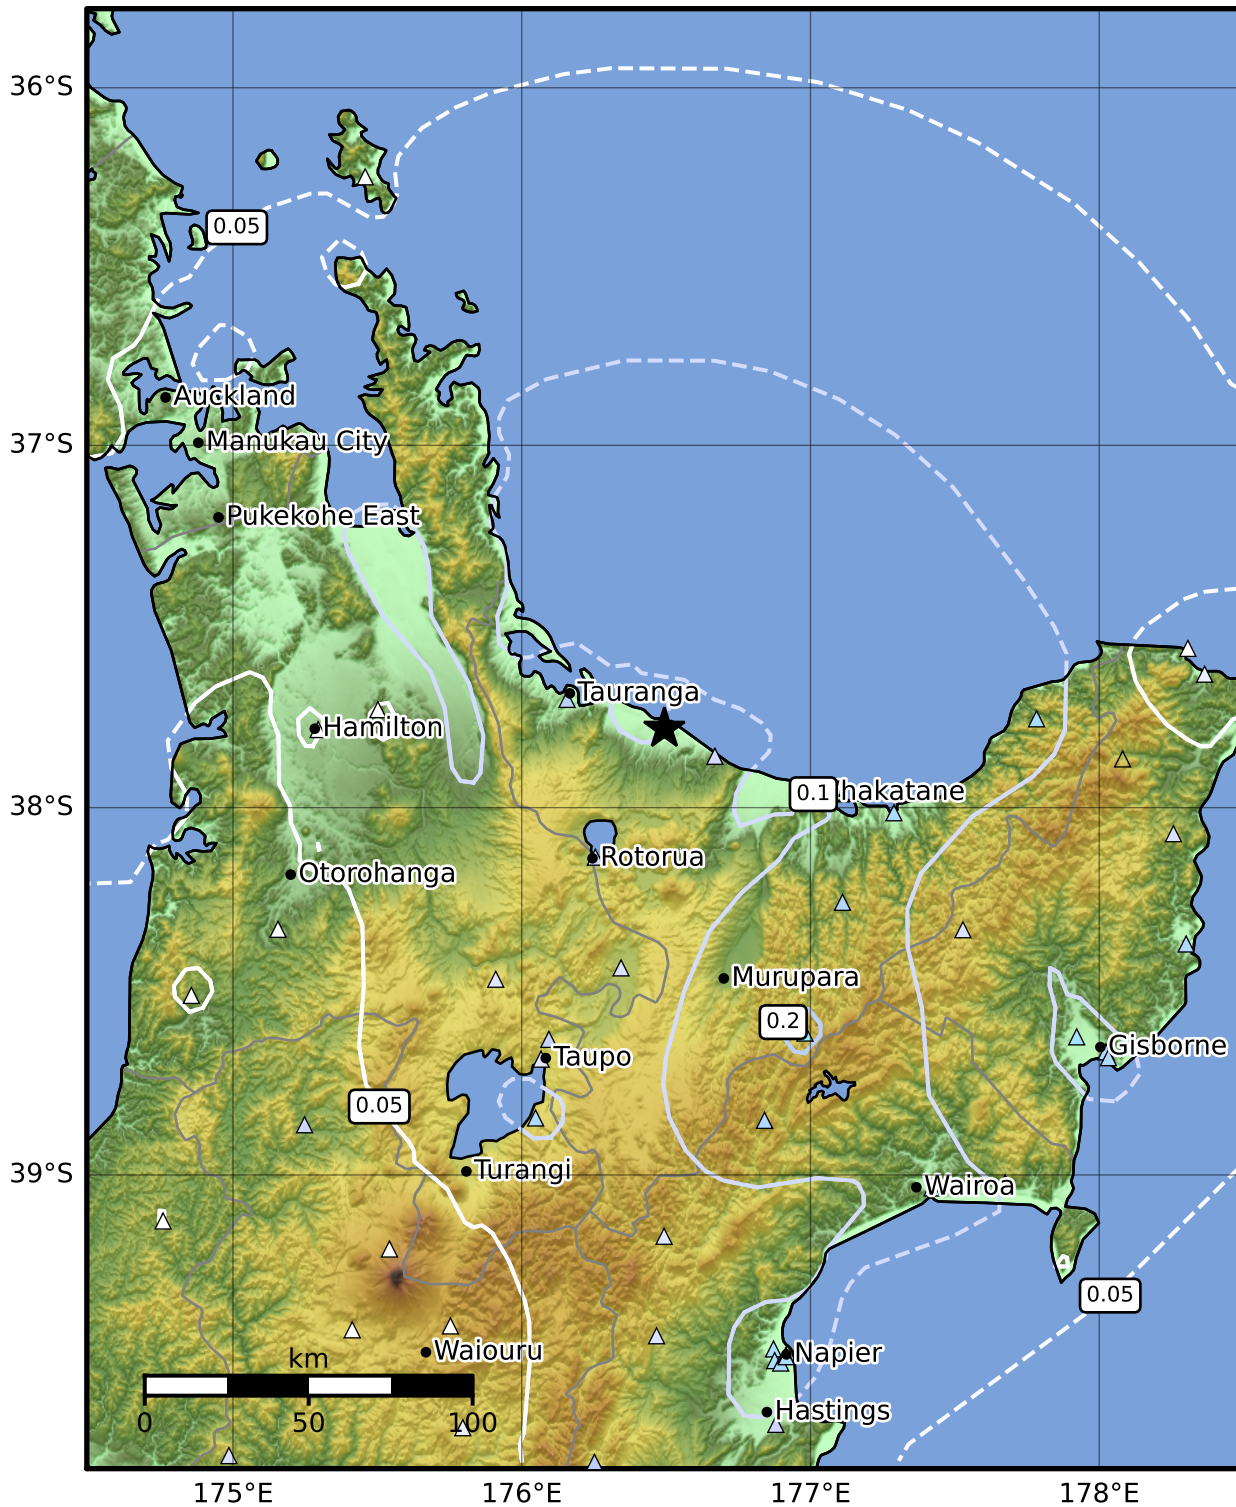 36°S
0.05
Auckland
37°S
Manukau City
Pukekohe East
Tauranga
Hamilton
0.1
hakatane
38°S
Rotorua
Otorohanga
Murupara
0.2
Gisborne
Taupo
0.05
39°S
Turangi
Wairoa
0.05
Waiouru
Napier
km
Hastings
0
50
100
175°E
176°E
177°E
178°E